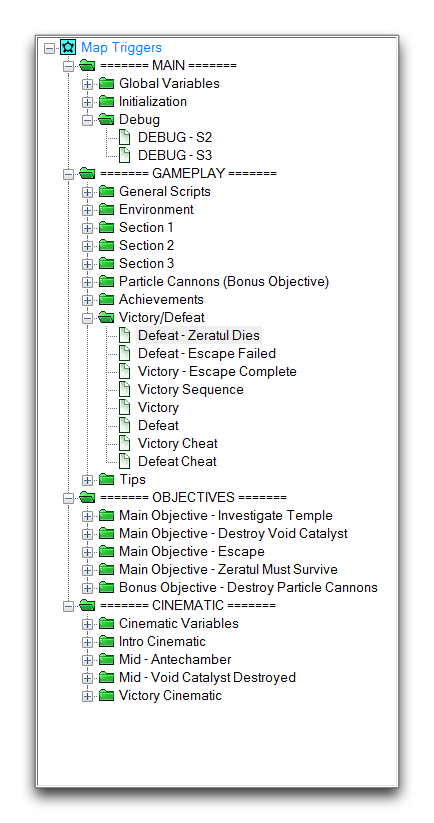 Map Triggers
======= MAIN =======
Global Variables
Initialization
Debug
DEBUG - S2
DEBUG - S3
======= GAMEPLAY =======
General Scripts
Environment
Section 1
Section 2
Section 3
Particle Cannons (Bonus Objective)
Achievements
Victory/Defeat
Defeat - Zeratul Dies
Defeat - Escape Failed
Victory - Escape Complete
Victory Sequence
Victory
Defeat
Victory Cheat
Defeat Cheat
Tips
======= OBJECTIVES =======
Main Objective - Investigate Temple
Main Objective - Destroy Void Catalyst
Main Objective - Escape
Main Objective - Zeratul Must Survive
Bonus Objective - Destroy Particle Cannons
======= CINEMATIC =======
Cinematic Variables
Intro Cinematic
Mid - Antechamber
Mid - Void Catalyst Destroyed
Victory Cinematic